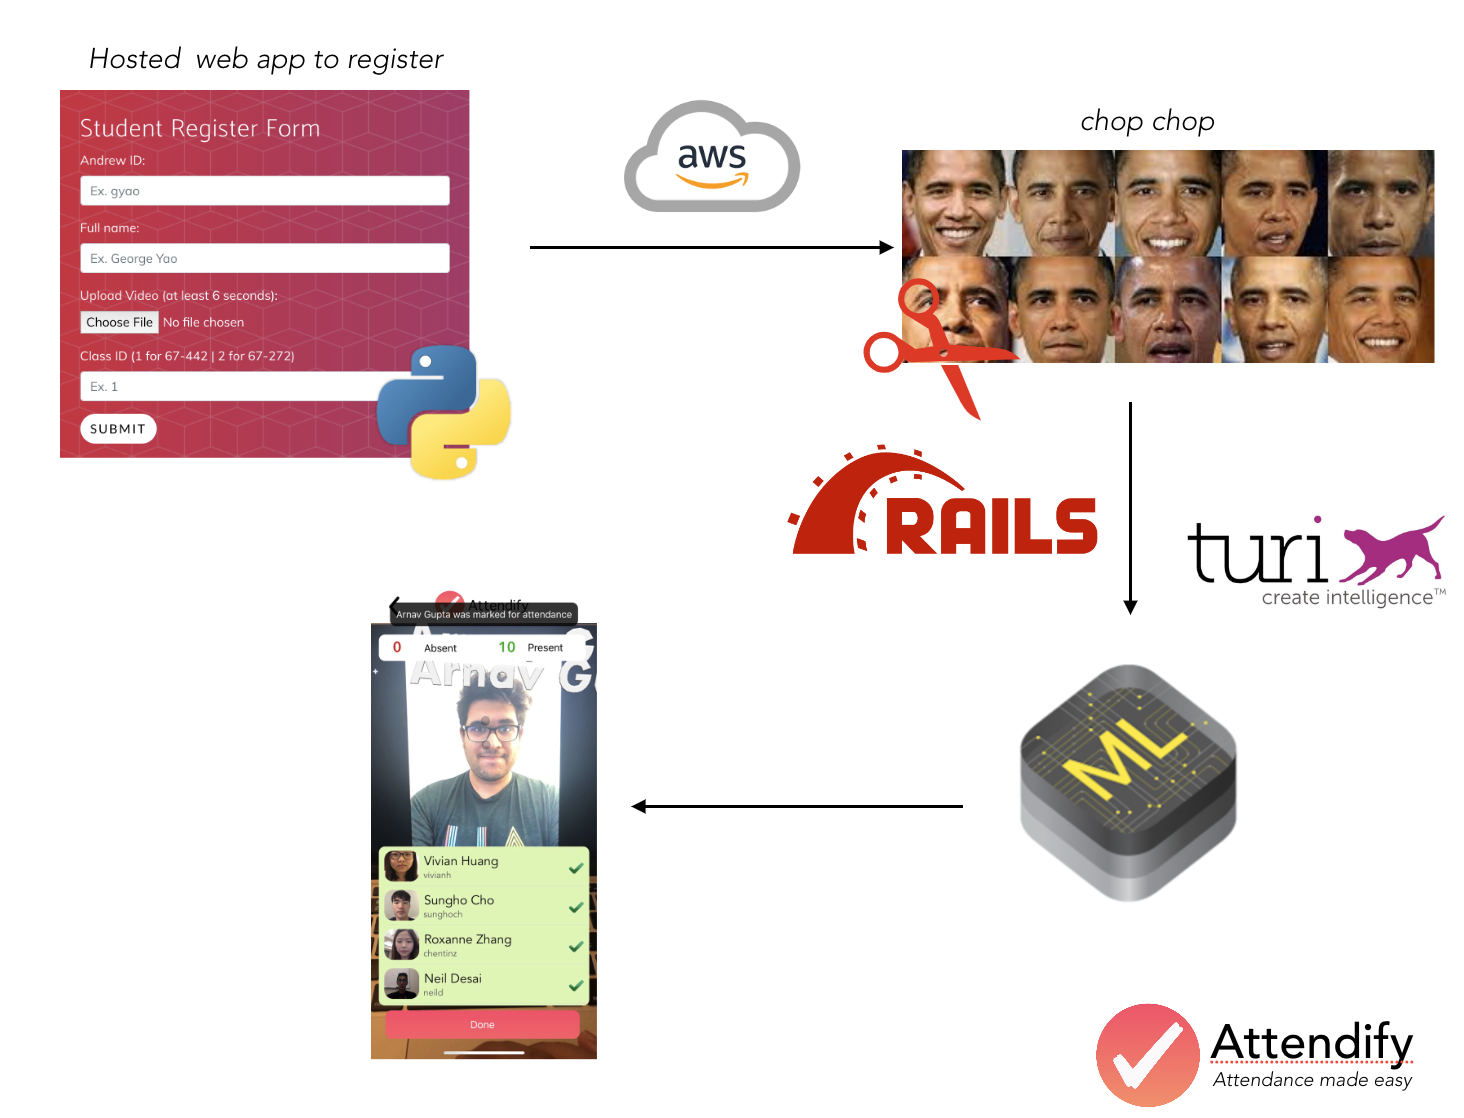 Hosted web app to register
Student Register Form
Andrew ID:
Ex. gyao
Full name:
Ex. George Yao
Upload Video (at least 6 seconds):
Choose File No file chosen
Class ID (1 for 67-442 | 2 for 67-272)
Ex. 1
SUBMIT
aws
chop chop
RAILS
turi
create intelligence™
ML
Attendify
Arnav Gupta was marked for attendance
0 Absent 10 Present
Arnav G
Vivian Huang
vivianh
Sungho Cho
sunghoch
Roxanne Zhang
chentinz
Neil Desai
neild
Done
Attendify
Attendance made easy